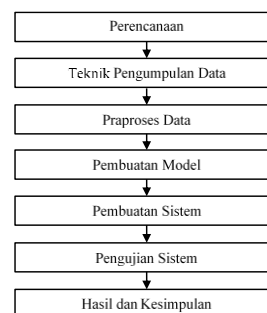 Perencanaan
Teknik Pengumpulan Data
Praproses Data
Pembuatan Model
Pembuatan Sistem
Pengujian Sistem
Hasil dan Kesimpulan